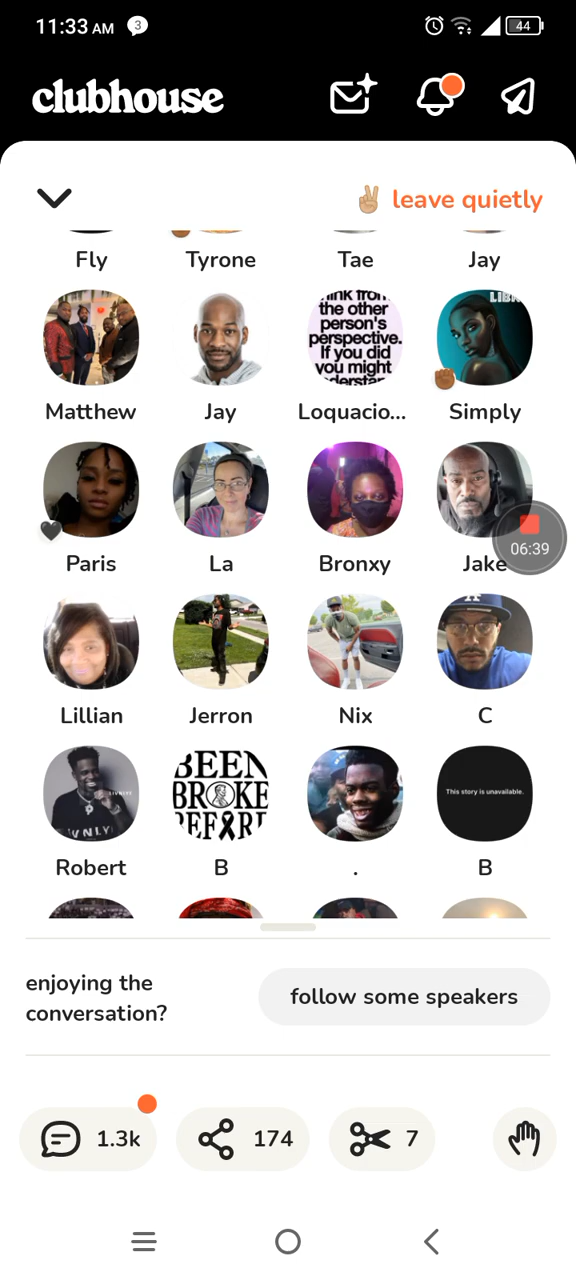 11:33 AM 3 44
clubhouse
leave quietly
Fly Tyrone Tae Jay
the other
person's
perspective.
If you did
you might
Matthew Jay Loquacio... Simply
06:39
Paris La Bronxy Jake
Lillian Jerron Nix C
BEEN
BROKE
This story is unavailable.
Robert B . B
enjoying the
conversation?
follow some speakers
1.3k 174 7